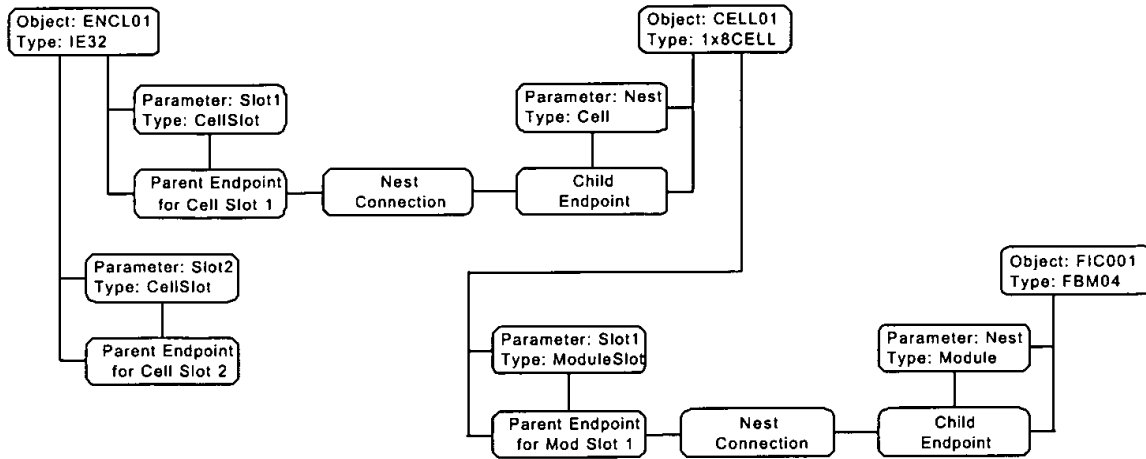 Object: ENCL01
Type: IE32
Object: CELL01
Type: 1x8CELL
Parameter: Slot1
Type: CellSlot
Parameter: Nest
Type: Cell
Parent Endpoint
for Cell Slot 1
Nest
Connection
Child
Endpoint
Parameter: Slot2
Type: CellSlot
Object: FIC001
Type: FBM04
Parent Endpoint
for Cell Slot 2
Parameter: Slot1
Type: ModuleSlot
Parameter: Nest
Type: Module
Parent Endpoint
for Mod Slot 1
Nest
Connection
Child
Endpoint